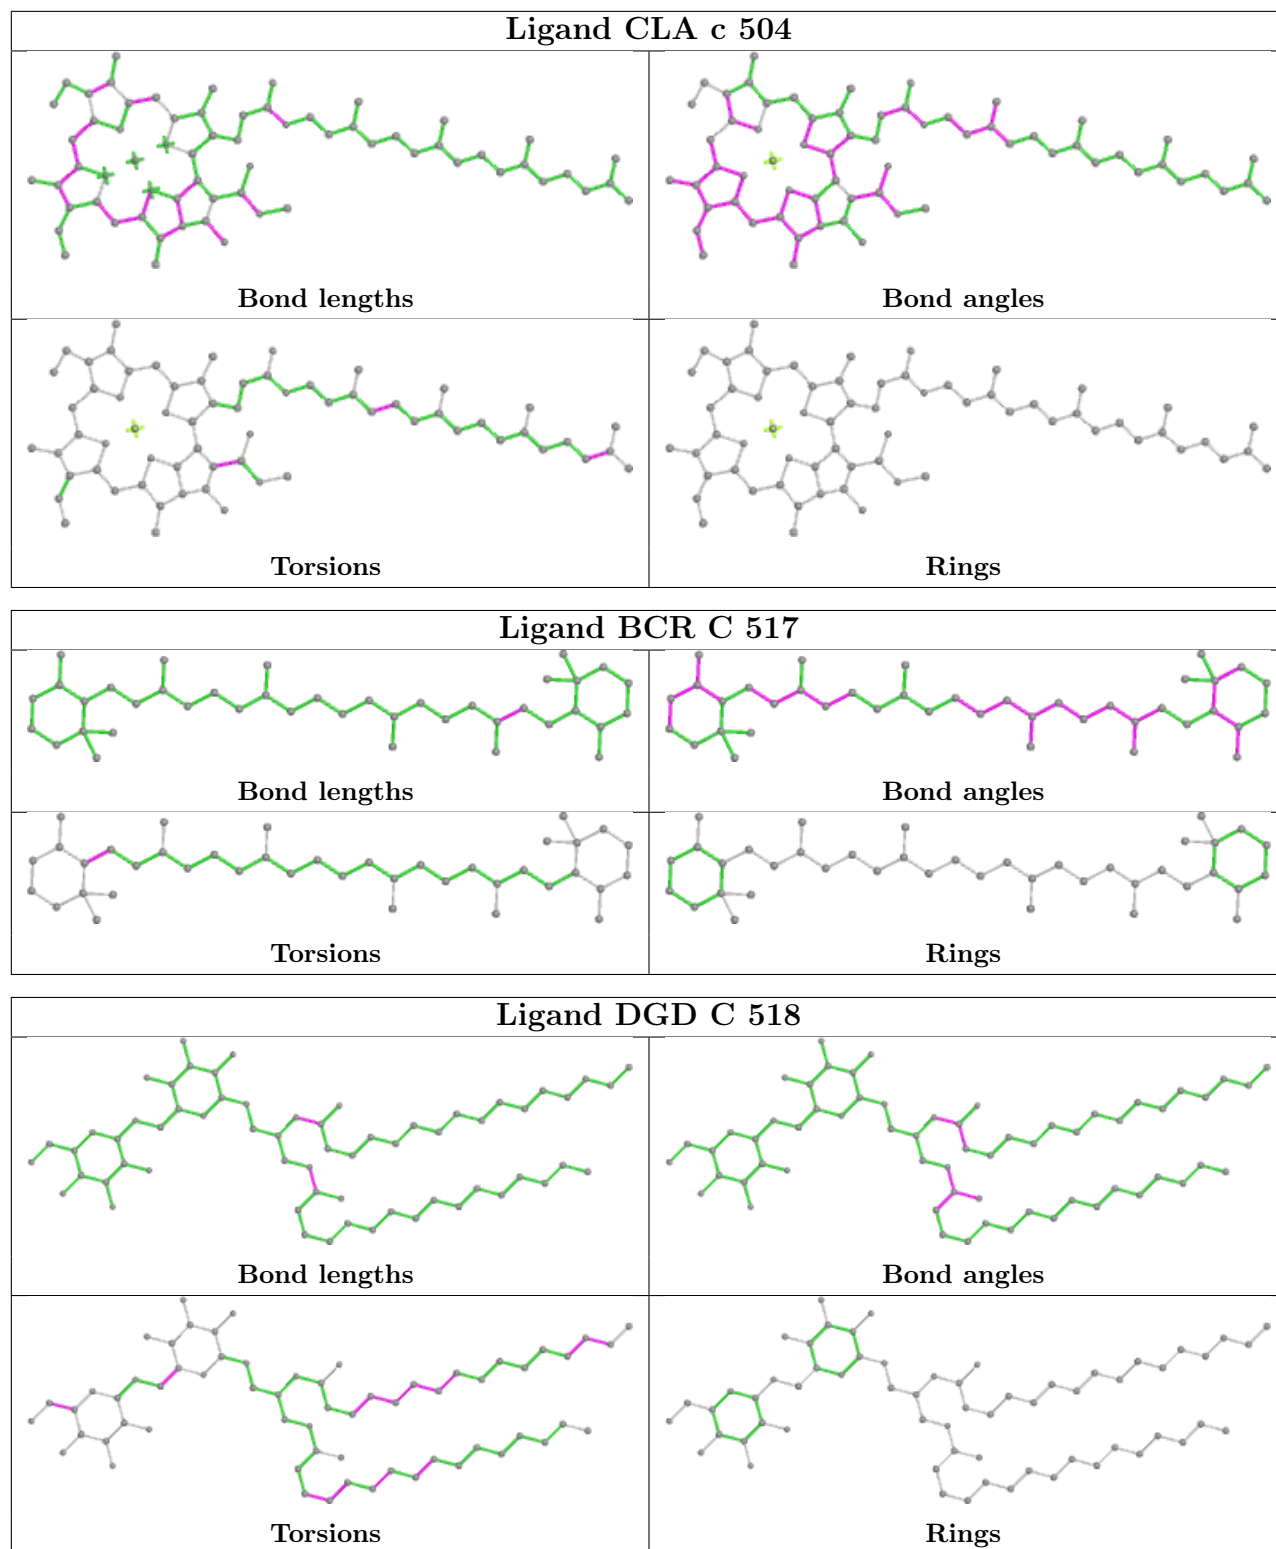 Ligand CLA c 504
Bond lengths
Bond angles
Torsions
Rings
Ligand BCR C 517
Bond lengths
Bond angles
Torsions
Rings
Ligand DGD C 518
Bond lengths
Bond angles
Torsions
Rings